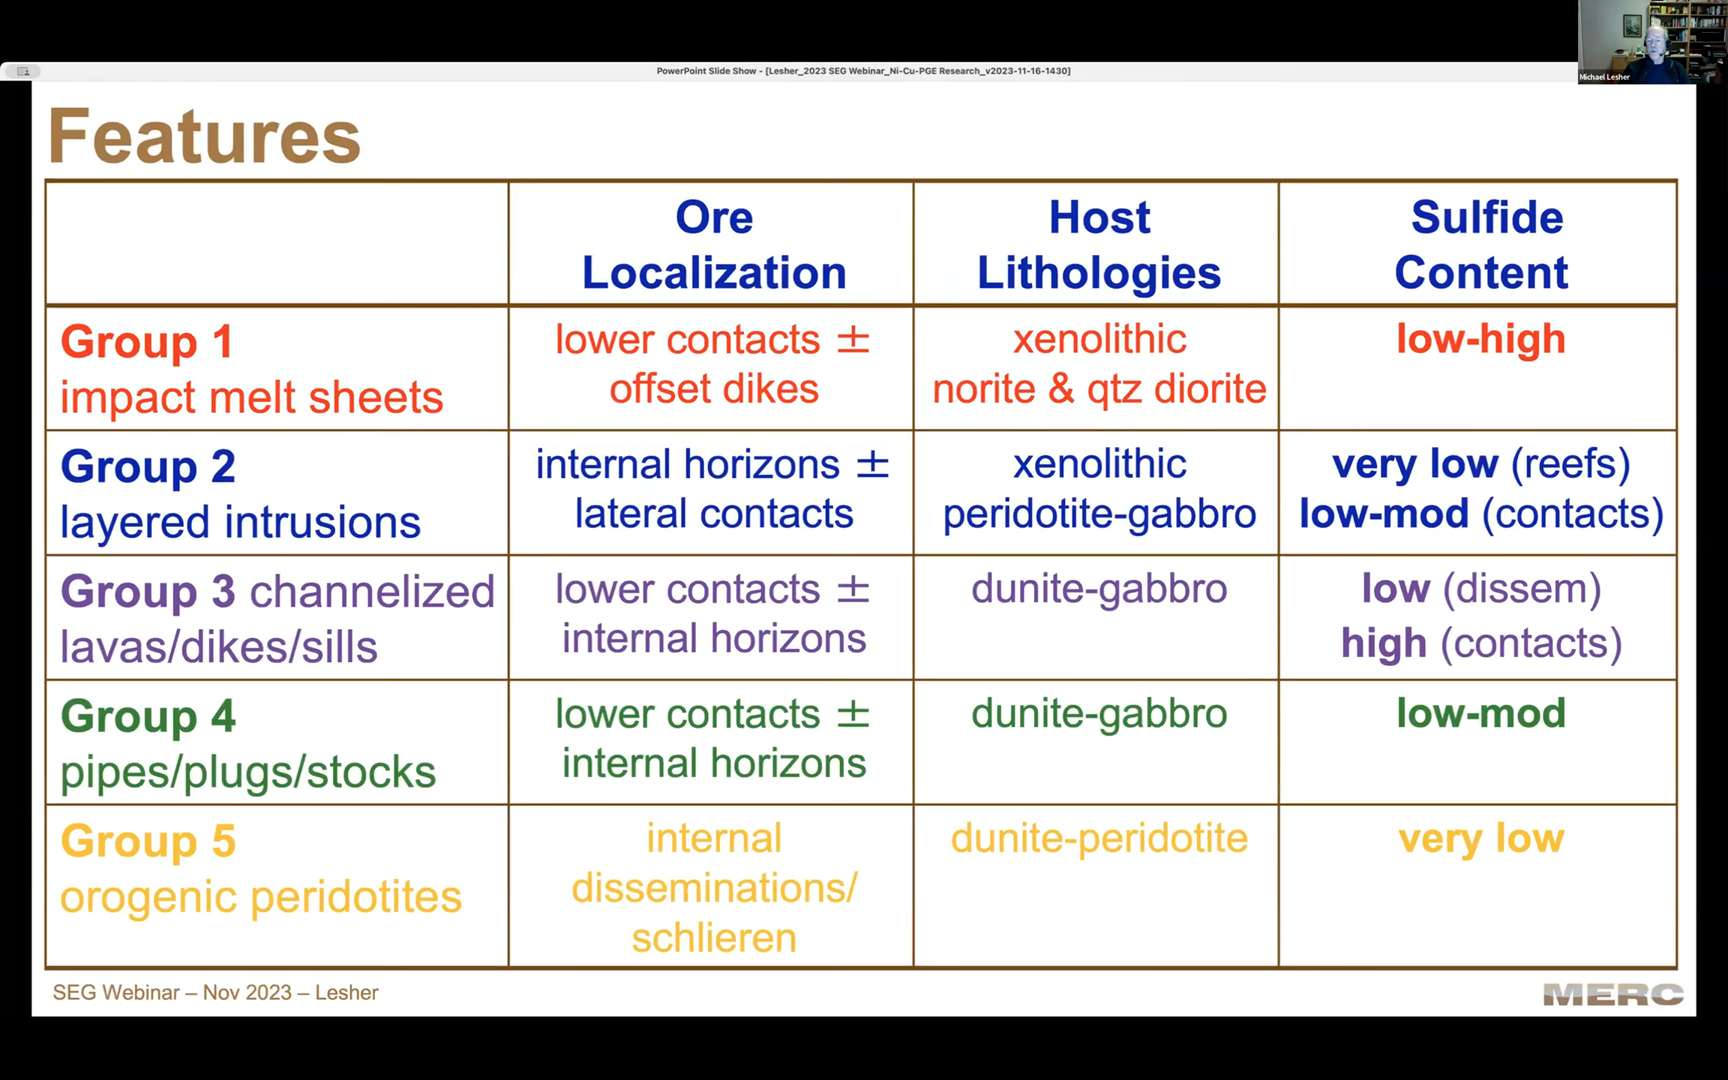 PowerPoint Slide Show - [Lesher_2023 SEG Webinar_Ni-Cu-PGE Research_v2023-11-16-1430]
Michael Lesher
Features
Ore
Localization
Host
Lithologies
Sulfide
Content
Group 1
impact melt sheets
lower contacts ±
offset dikes
xenolithic
norite & qtz diorite
low-high
Group 2
layered intrusions
internal horizons ±
lateral contacts
xenolithic
peridotite-gabbro
very low (reefs)
low-mod (contacts)
Group 3 channelized
lavas/dikes/sills
lower contacts ±
internal horizons
dunite-gabbro
low (dissem)
high (contacts)
Group 4
pipes/plugs/stocks
lower contacts ±
internal horizons
dunite-gabbro
low-mod
Group 5
orogenic peridotites
internal
disseminations/
schlieren
dunite-peridotite
very low
SEG Webinar – Nov 2023 – Lesher
MERC